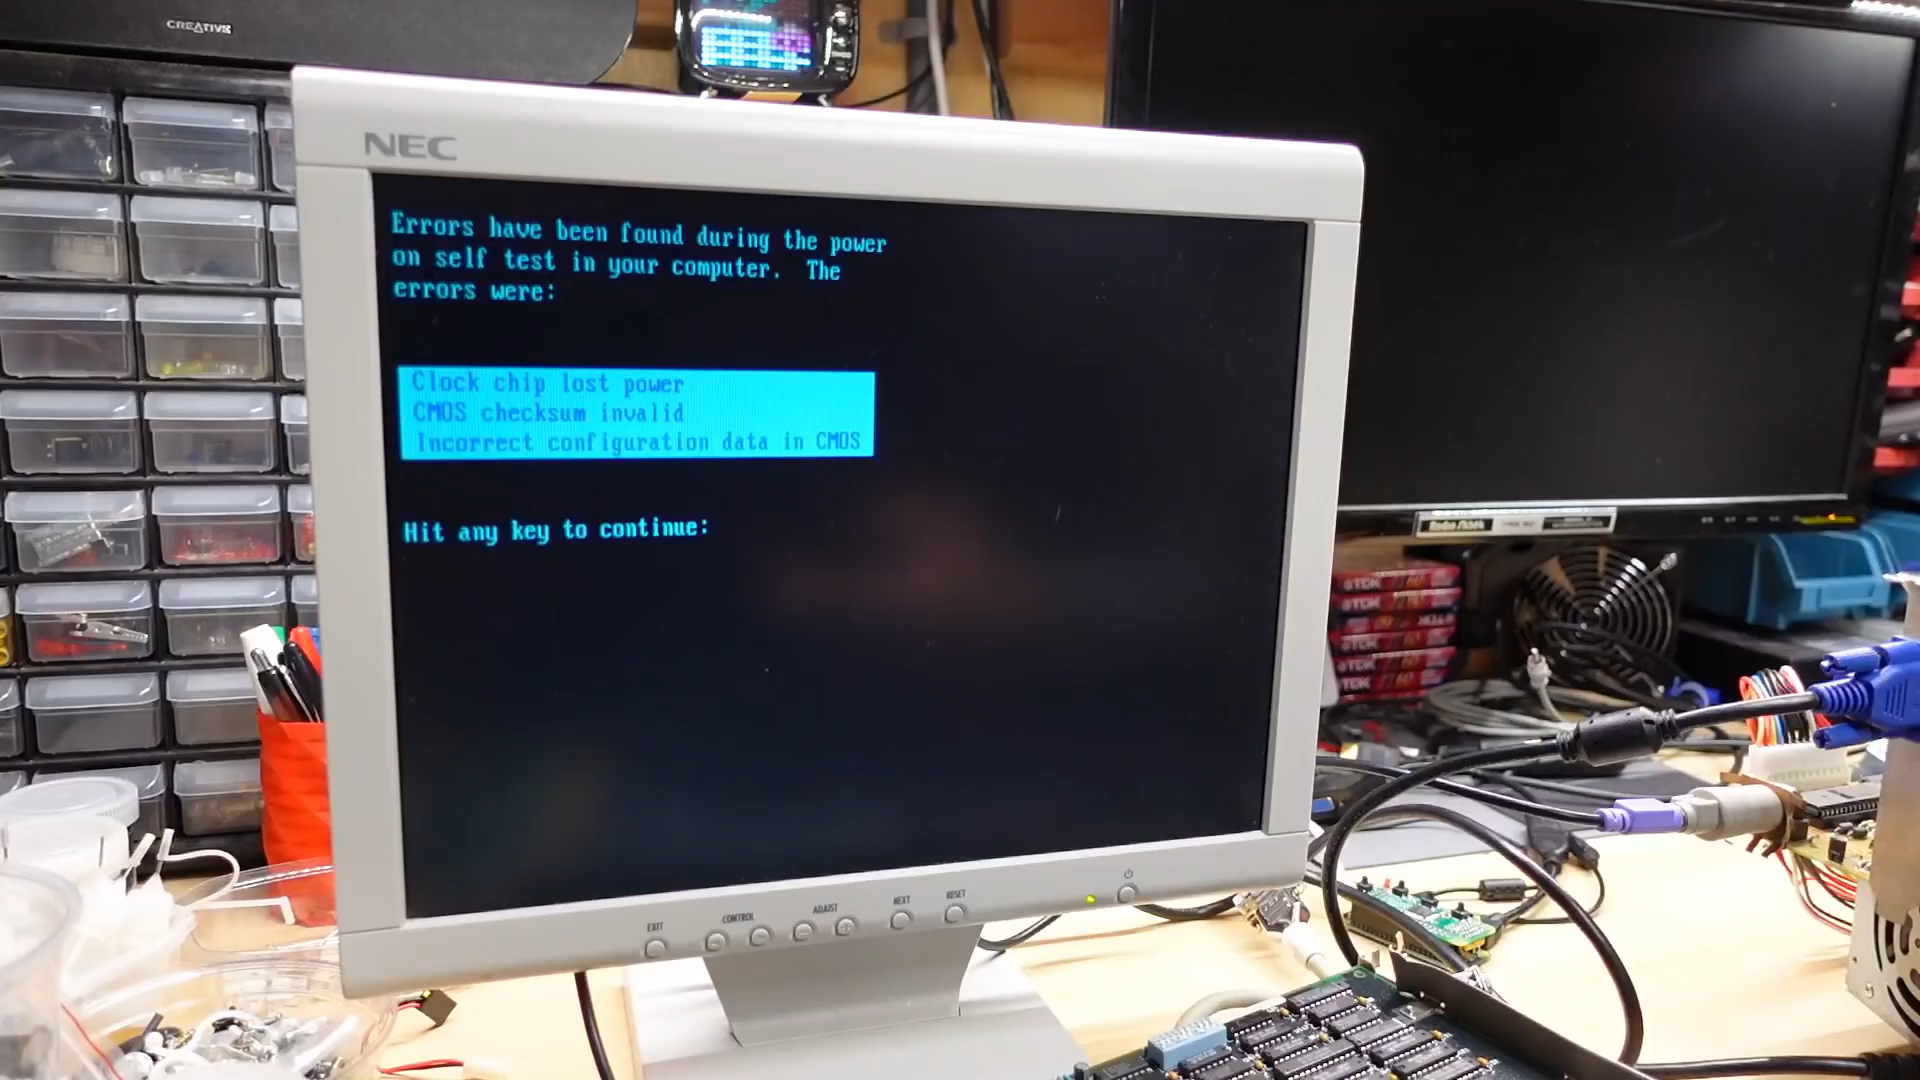 CREATIVE
NEC
Errors have been found during the power
on self test in your computer.  The
errors were:
Clock chip lost power
CMOS checksum invalid
Incorrect configuration data in CMOS
Hit any key to continue:
EXIT
CONTROL
ADJUST
NEXT
RESET
Radio Shack
TDK
TDK
TDK
TDK
TDK